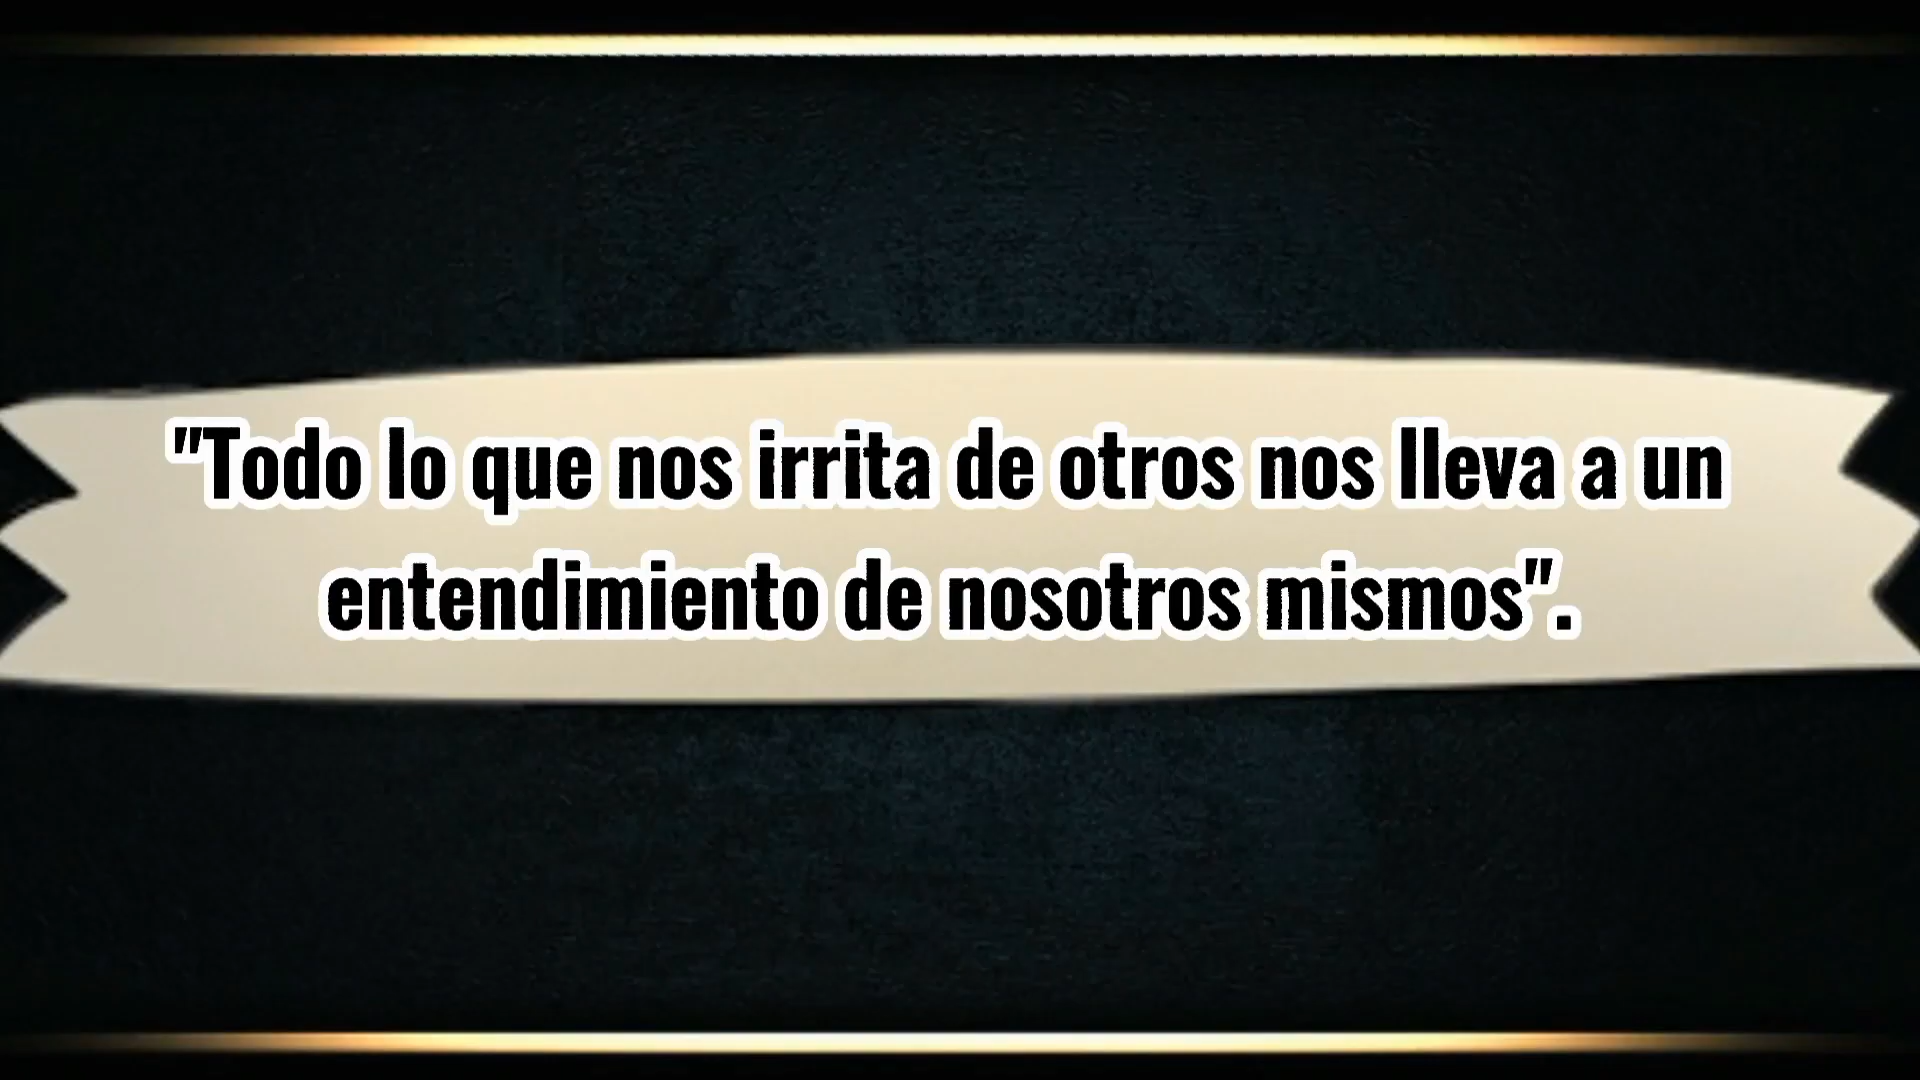 "Todo lo que nos irrita de otros nos lleva a un
entendimiento de nosotros mismos".